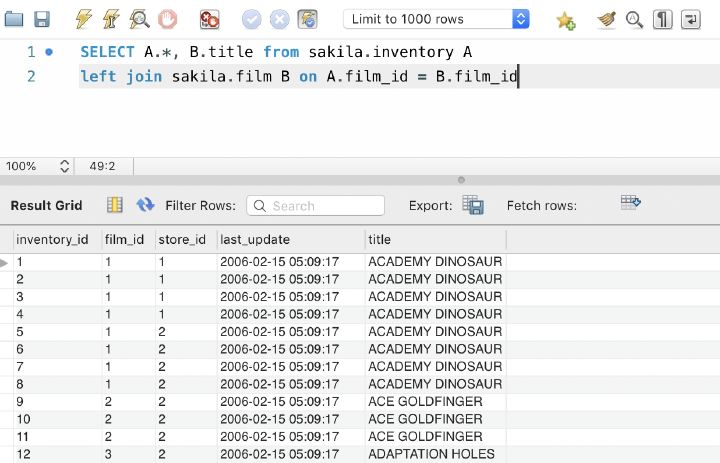 Limit to 1000 rows
1 SELECT A.*, B.title from sakila.inventory A
2 left join sakila.film B on A.film_id = B.film_id
100% 49:2
Result Grid Filter Rows: Search Export: Fetch rows:
inventory_id film_id store_id last_update title
1 1 1 2006-02-15 05:09:17 ACADEMY DINOSAUR
2 1 1 2006-02-15 05:09:17 ACADEMY DINOSAUR
3 1 1 2006-02-15 05:09:17 ACADEMY DINOSAUR
4 1 1 2006-02-15 05:09:17 ACADEMY DINOSAUR
5 1 2 2006-02-15 05:09:17 ACADEMY DINOSAUR
6 1 2 2006-02-15 05:09:17 ACADEMY DINOSAUR
7 1 2 2006-02-15 05:09:17 ACADEMY DINOSAUR
8 1 2 2006-02-15 05:09:17 ACADEMY DINOSAUR
9 2 2 2006-02-15 05:09:17 ACE GOLDFINGER
10 2 2 2006-02-15 05:09:17 ACE GOLDFINGER
11 2 2 2006-02-15 05:09:17 ACE GOLDFINGER
12 3 2 2006-02-15 05:09:17 ADAPTATION HOLES